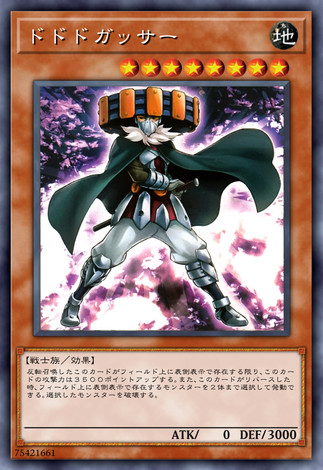 ドドドガッサー
地
【戦士族／効果】
反転召喚したこのカードがフィールド上に表側表示で存在する限り、このカー
ドの攻撃力は３５００ポイントアップする。また、このカードがリバースした
時、フィールド上に表側表示で存在するモンスターを２体まで選択して発動で
きる。選択したモンスターを破壊する。
ATK/ 0 DEF/3000
75421661